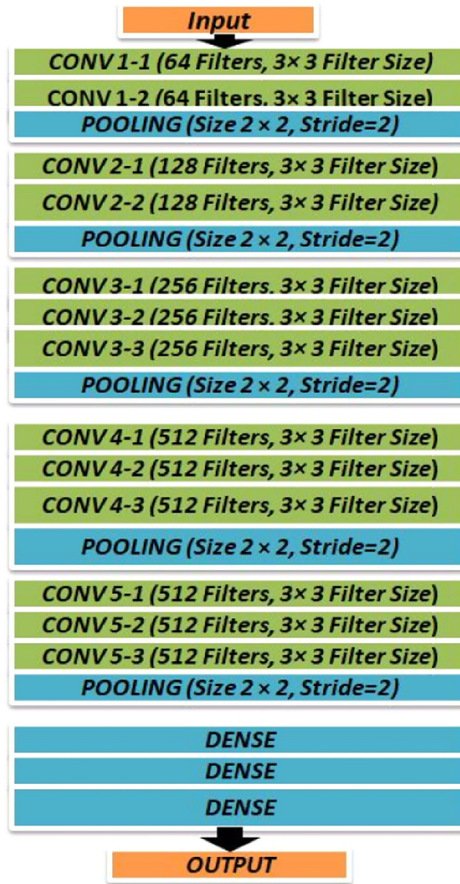 Input
CONV 1-1 (64 Filters, 3× 3 Filter Size)
CONV 1-2 (64 Filters, 3× 3 Filter Size)
POOLING (Size 2 × 2, Stride=2)
CONV 2-1 (128 Filters, 3× 3 Filter Size)
CONV 2-2 (128 Filters, 3× 3 Filter Size)
POOLING (Size 2 × 2, Stride=2)
CONV 3-1 (256 Filters, 3× 3 Filter Size)
CONV 3-2 (256 Filters, 3× 3 Filter Size)
CONV 3-3 (256 Filters, 3× 3 Filter Size)
POOLING (Size 2 × 2, Stride=2)
CONV 4-1 (512 Filters, 3× 3 Filter Size)
CONV 4-2 (512 Filters, 3× 3 Filter Size)
CONV 4-3 (512 Filters, 3× 3 Filter Size)
POOLING (Size 2 × 2, Stride=2)
CONV 5-1 (512 Filters, 3× 3 Filter Size)
CONV 5-2 (512 Filters, 3× 3 Filter Size)
CONV 5-3 (512 Filters, 3× 3 Filter Size)
POOLING (Size 2 × 2, Stride=2)
DENSE
DENSE
DENSE
OUTPUT